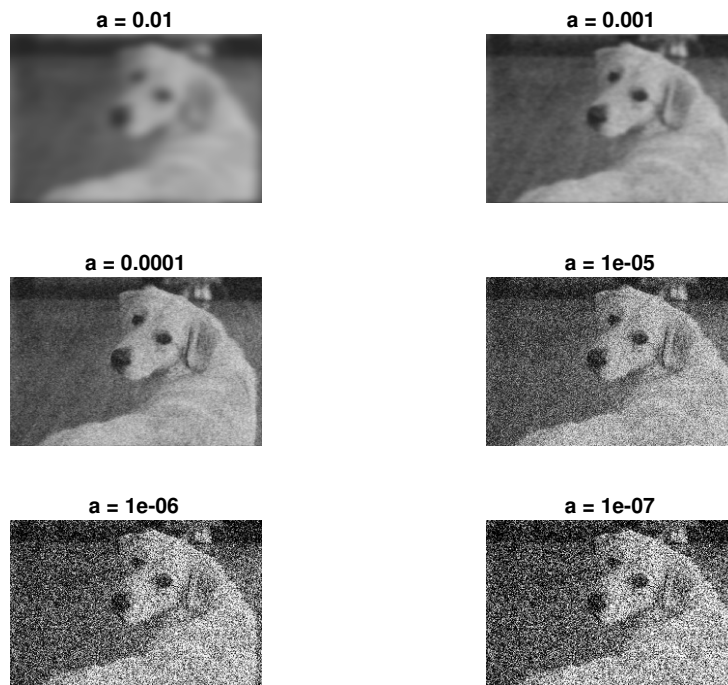 a = 0.01
a = 0.001
a = 0.0001
a = 1e-05
a = 1e-06
a = 1e-07